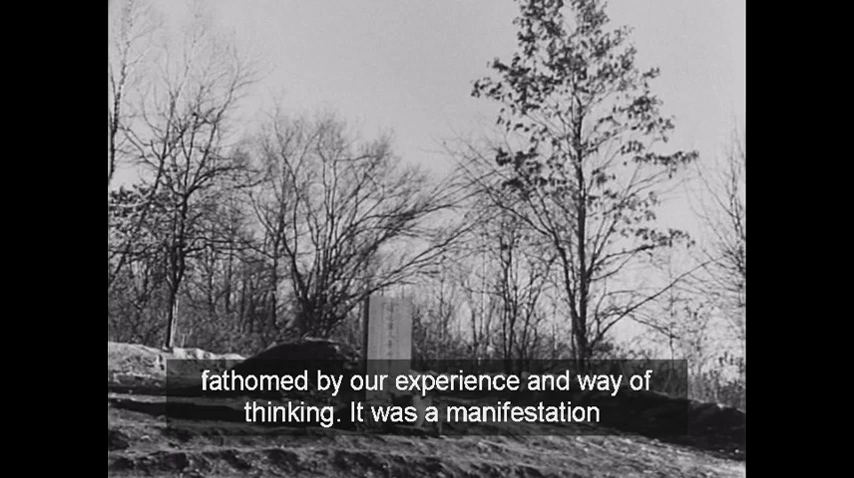 fathomed by our experience and way of
thinking. It was a manifestation